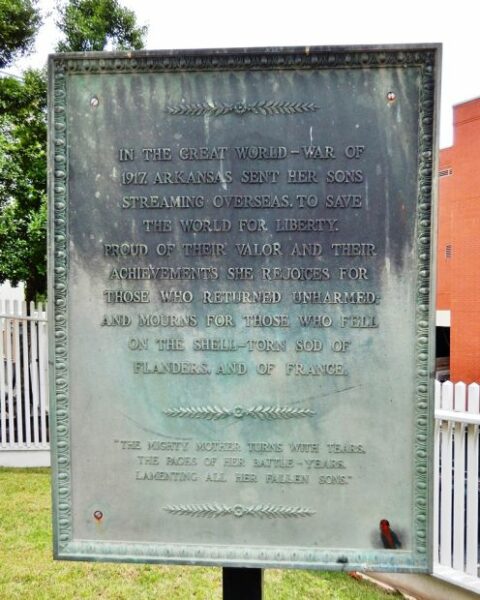 IN THE GREAT WORLD-WAR OF
1917, ARKANSAS SENT HER SONS
STREAMING OVERSEAS, TO SAVE
THE WORLD FOR LIBERTY.
PROUD OF THEIR VALOR AND THEIR
ACHIEVEMENTS SHE REJOICES FOR
THOSE WHO RETURNED UNHARMED,
AND MOURNS FOR THOSE WHO FELL
ON THE SHELL-TORN SOD OF
FLANDERS, AND OF FRANCE.
"THE MIGHTY MOTHER TURNS WITH TEARS,
THE PAGES OF HER BATTLE-YEARS,
LAMENTING ALL HER FALLEN SONS."